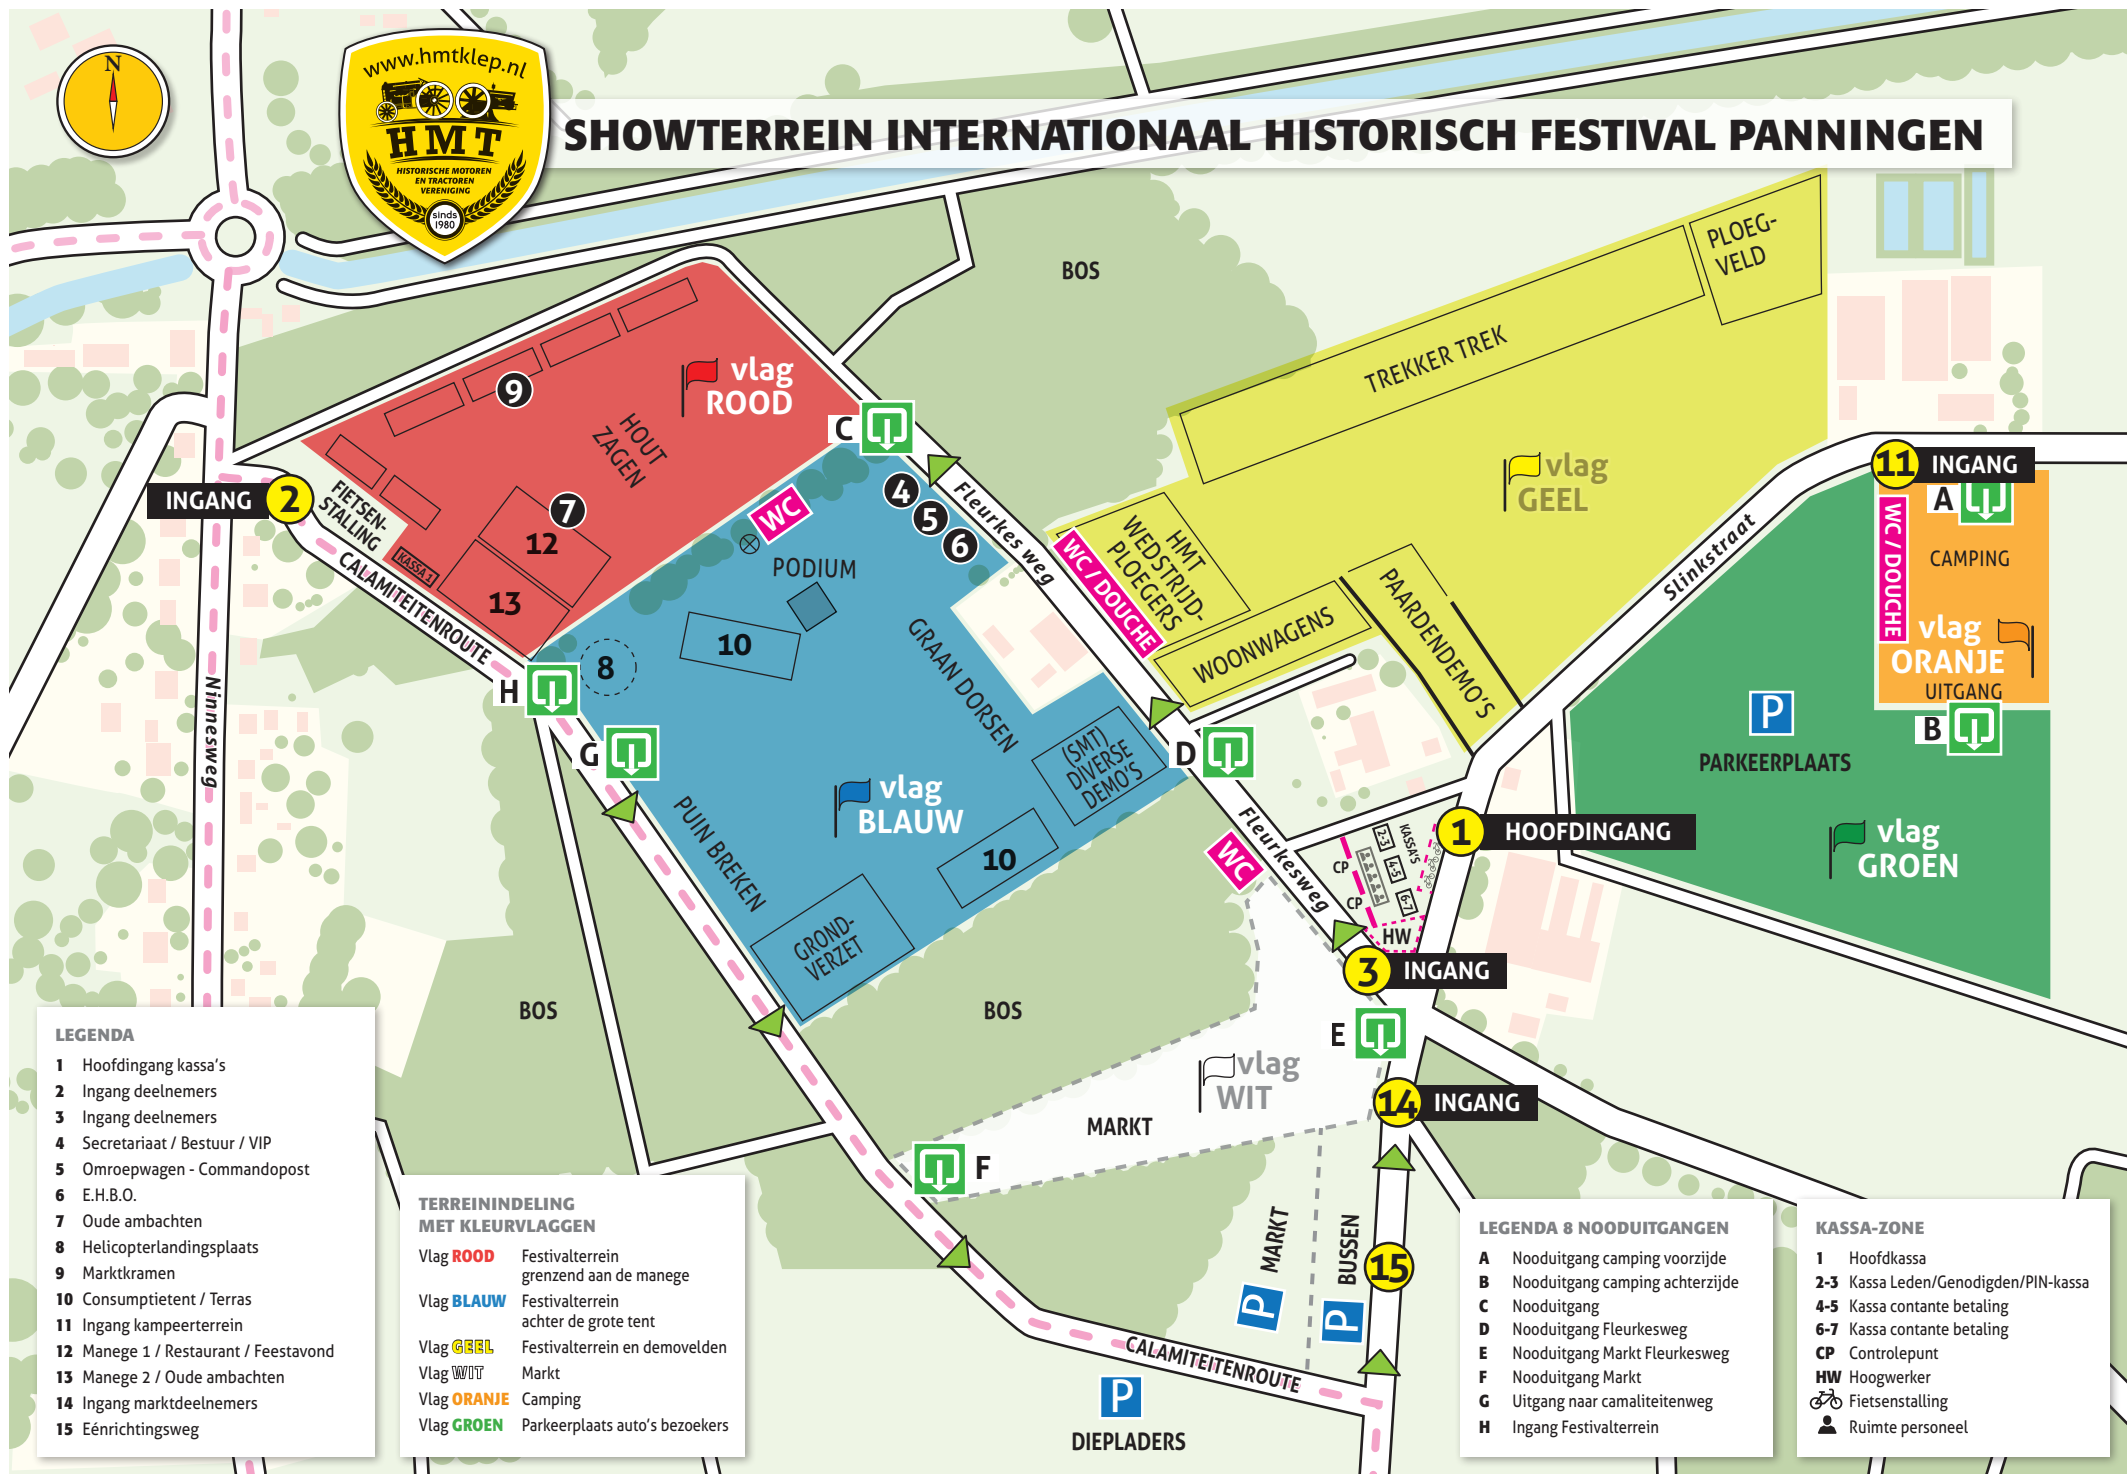 N
www.hmtklep.nl
HMT
HISTORISCHE MOTOREN
EN TRACTOREN
VERENIGING
sinds
1980
SHOWTERREIN INTERNATIONAAL HISTORISCH FESTIVAL PANNINGEN
BOS
PLOEG-
VELD
TREKKER TREK
vlag
ROOD
9
HOUT
ZAGEN
C
vlag
GEEL
11 INGANG
A
WC / DOUCHE
CAMPING
vlag
ORANJE
UITGANG
B
INGANG 2
FIETSEN-
STALLING
KASSA 1
CALAMITEITENROUTE
7
12
13
WC
4
5
6
Fleurkes weg
WC / DOUCHE
HMT
WEDSTRIJD-
PLOEGERS
WOONWAGENS
PAARDENDEMO'S
Slinkstraat
PODIUM
10
8
GRAAN DORSEN
H
G
Ninnesweg
P
PARKEERPLAATS
vlag
GROEN
(SMT)
DIVERSE
DEMO'S
D
vlag
BLAUW
PUIN BREKEN
10
GROND-
VERZET
WC
Fleurkesweg
1 HOOFDINGANG
KASSA'S
2-3
4-5
6-7
CP
CP
HW
3 INGANG
E
BOS
BOS
vlag
WIT
14 INGANG
MARKT
F
MARKT
P
BUSSEN
P
15
CALAMITEITENROUTE
P
DIEPLADERS
LEGENDA
1 Hoofdingang kassa's
2 Ingang deelnemers
3 Ingang deelnemers
4 Secretariaat / Bestuur / VIP
5 Omroepwagen - Commandopost
6 E.H.B.O.
7 Oude ambachten
8 Helicopterlandingsplaats
9 Marktkramen
10 Consumptietent / Terras
11 Ingang kampeerterrein
12 Manege 1 / Restaurant / Feestavond
13 Manege 2 / Oude ambachten
14 Ingang marktdeelnemers
15 Eénrichtingsweg
TERREININDELING
MET KLEURVLAGGEN
Vlag ROOD Festivalterrein
grenzend aan de manege
Vlag BLAUW Festivalterrein
achter de grote tent
Vlag GEEL Festivalterrein en demovelden
Vlag WIT Markt
Vlag ORANJE Camping
Vlag GROEN Parkeerplaats auto's bezoekers
LEGENDA 8 NOODUITGANGEN
A Nooduitgang camping voorzijde
B Nooduitgang camping achterzijde
C Nooduitgang
D Nooduitgang Fleurkesweg
E Nooduitgang Markt Fleurkesweg
F Nooduitgang Markt
G Uitgang naar camaliteitenweg
H Ingang Festivalterrein
KASSA-ZONE
1 Hoofdkassa
2-3 Kassa Leden/Genodigden/PIN-kassa
4-5 Kassa contante betaling
6-7 Kassa contante betaling
CP Controlepunt
HW Hoogwerker
Fietsenstalling
Ruimte personeel